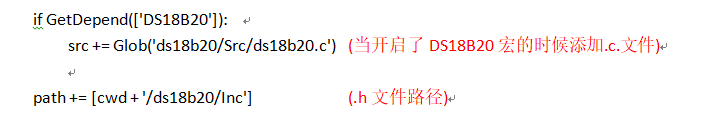 if GetDepend(['DS18B20']):
src += Glob('ds18b20/Src/ds18b20.c') (当开启了 DS18B20 宏的时候添加.c.文件)
path += [cwd + '/ds18b20/Inc'] (.h 文件路径)